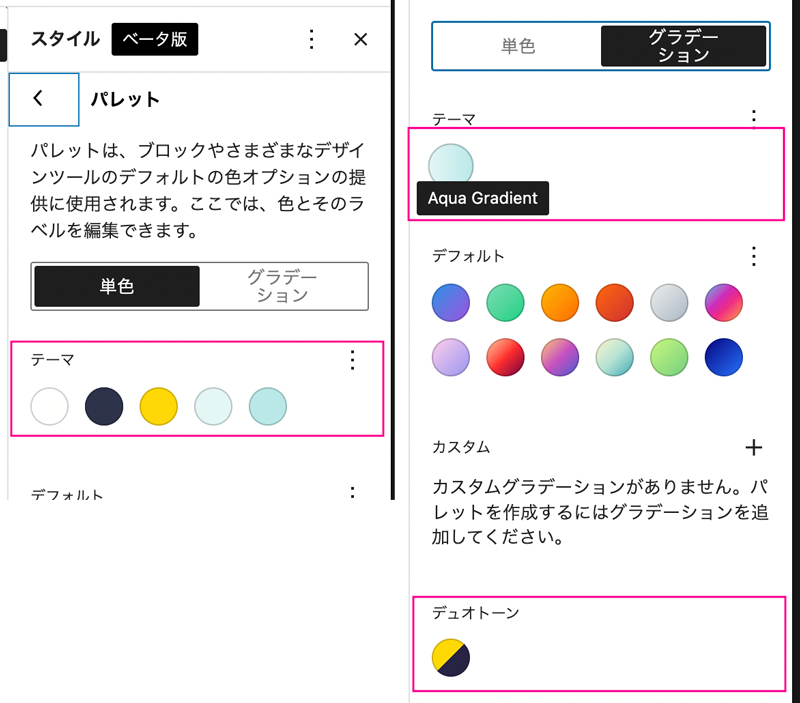 スタイル ベータ版
パレット
パレットは、ブロックやさまざまなデザイ
ンツールのデフォルトの色オプションの提
供に使用されます。ここでは、色とそのラ
ベルを編集できます。
単色
グラデー
ション
テーマ
デフォルト
単色
グラデー
ション
テーマ
Aqua Gradient
デフォルト
カスタム
カスタムグラデーションがありません。パ
レットを作成するにはグラデーションを追
加してください。
デュオトーン